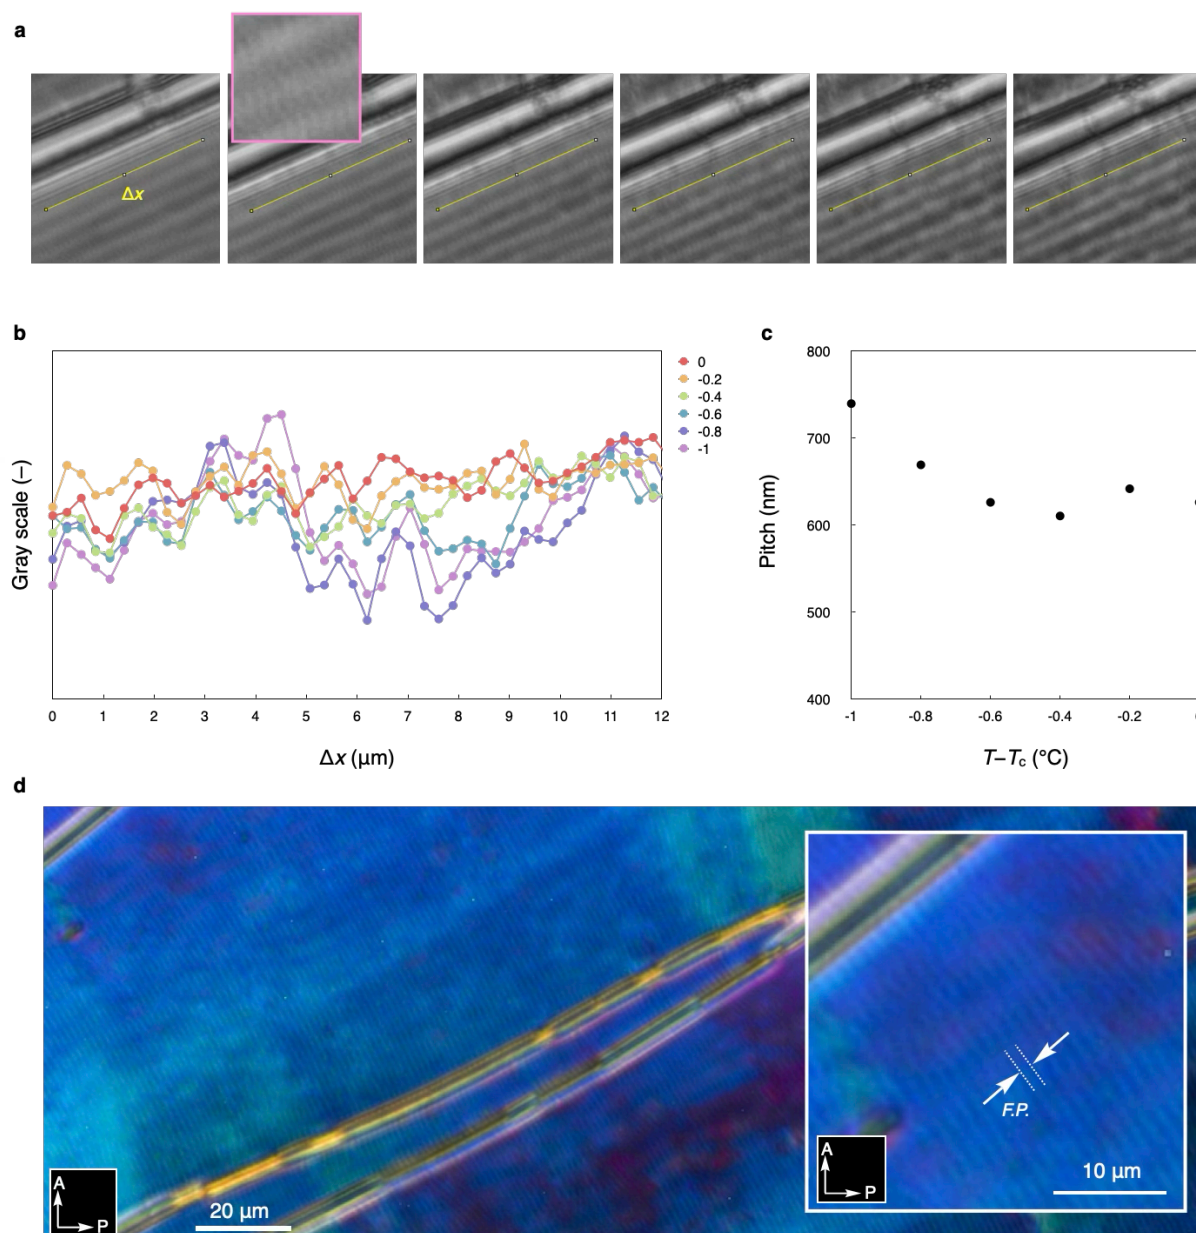 a
Δx
b
Gray scale (–)
0
-0.2
-0.4
-0.6
-0.8
-1
0 1 2 3 4 5 6 7 8 9 10 11 12
Δx (μm)
c
Pitch (nm)
800
700
600
500
400
-1 -0.8 -0.6 -0.4 -0.2
T–Tc (°C)
d
A
P
20 μm
F.P.
A
P
10 μm